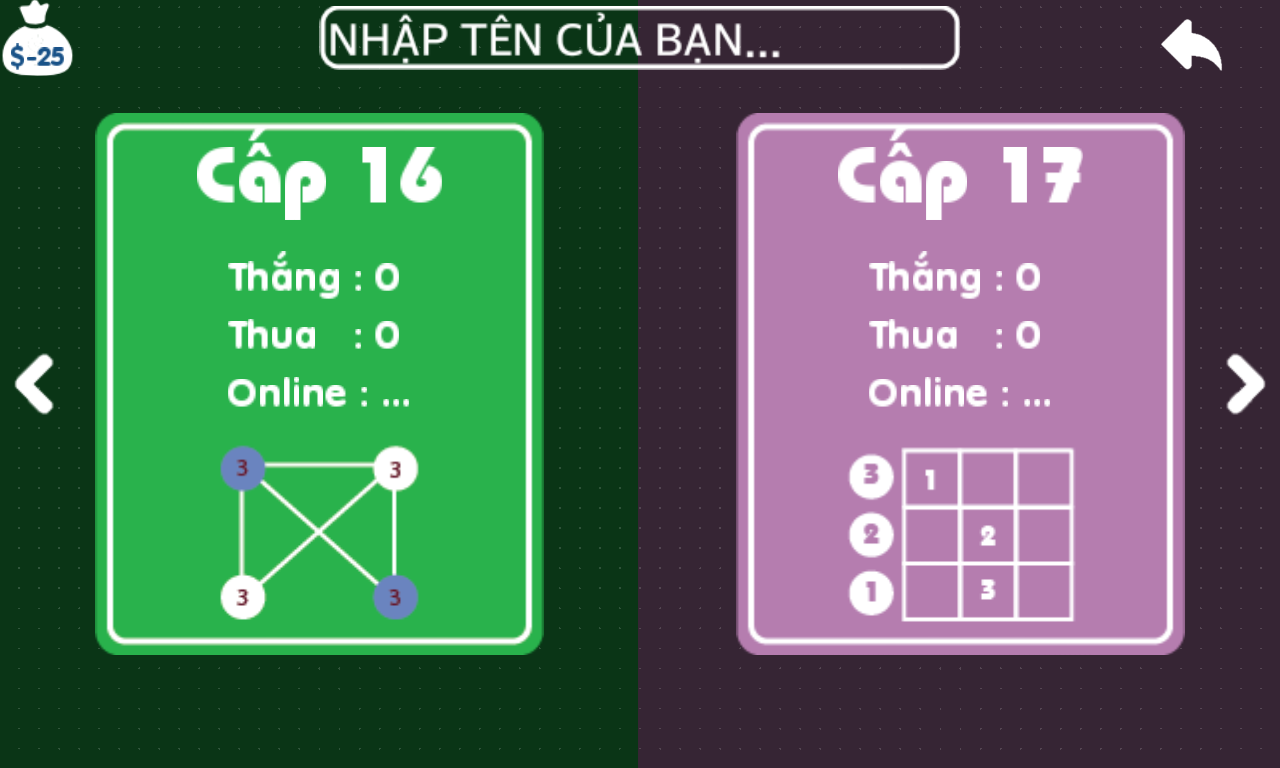 $-25
NHẬP TÊN CỦA BẠN...
Cấp 16
Thắng : 0
Thua : 0
Online : ...
3 3
3 3
Cấp 17
Thắng : 0
Thua : 0
Online : ...
3 1
2 2
1 3